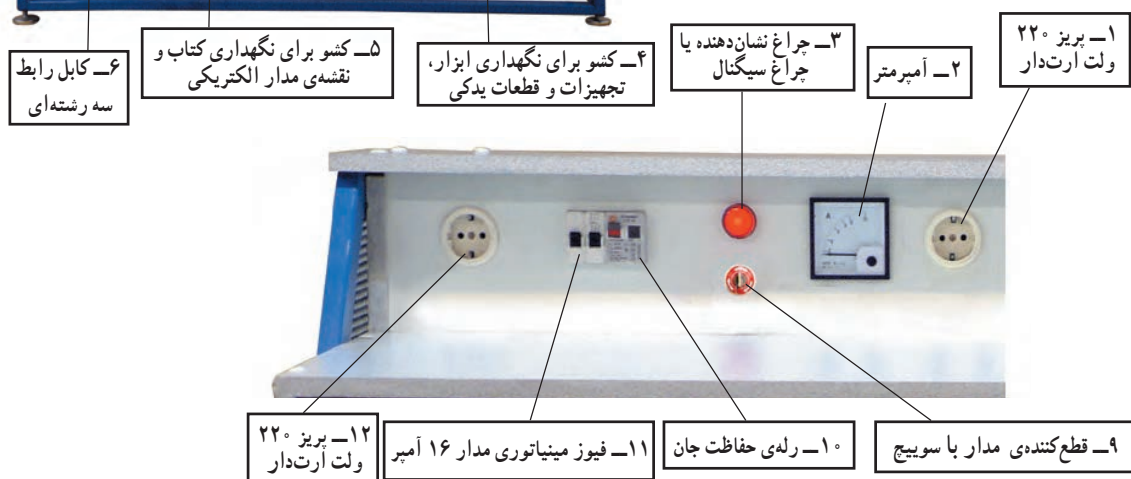 ۱ــ پریز ۲۲۰
ولت ارت‌دار
۲ــ آمپرمتر
۳ــ چراغ نشان‌دهنده یا
چراغ سیگنال
۴ــ کشو برای نگهداری ابزار،
تجهیزات و قطعات یدکی
۵ــ کشو برای نگهداری کتاب و
نقشه‌ی مدار الکتریکی
۶ــ کابل رابط
سه رشته‌ای
۹ــ قطع‌کننده‌ی مدار با سوییچ
۱۰ــ رله‌ی حفاظت جان
۱۱ــ فیوز مینیاتوری مدار ۱۶ آمپر
۱۲ــ پریز ۲۲۰
ولت ارت‌دار